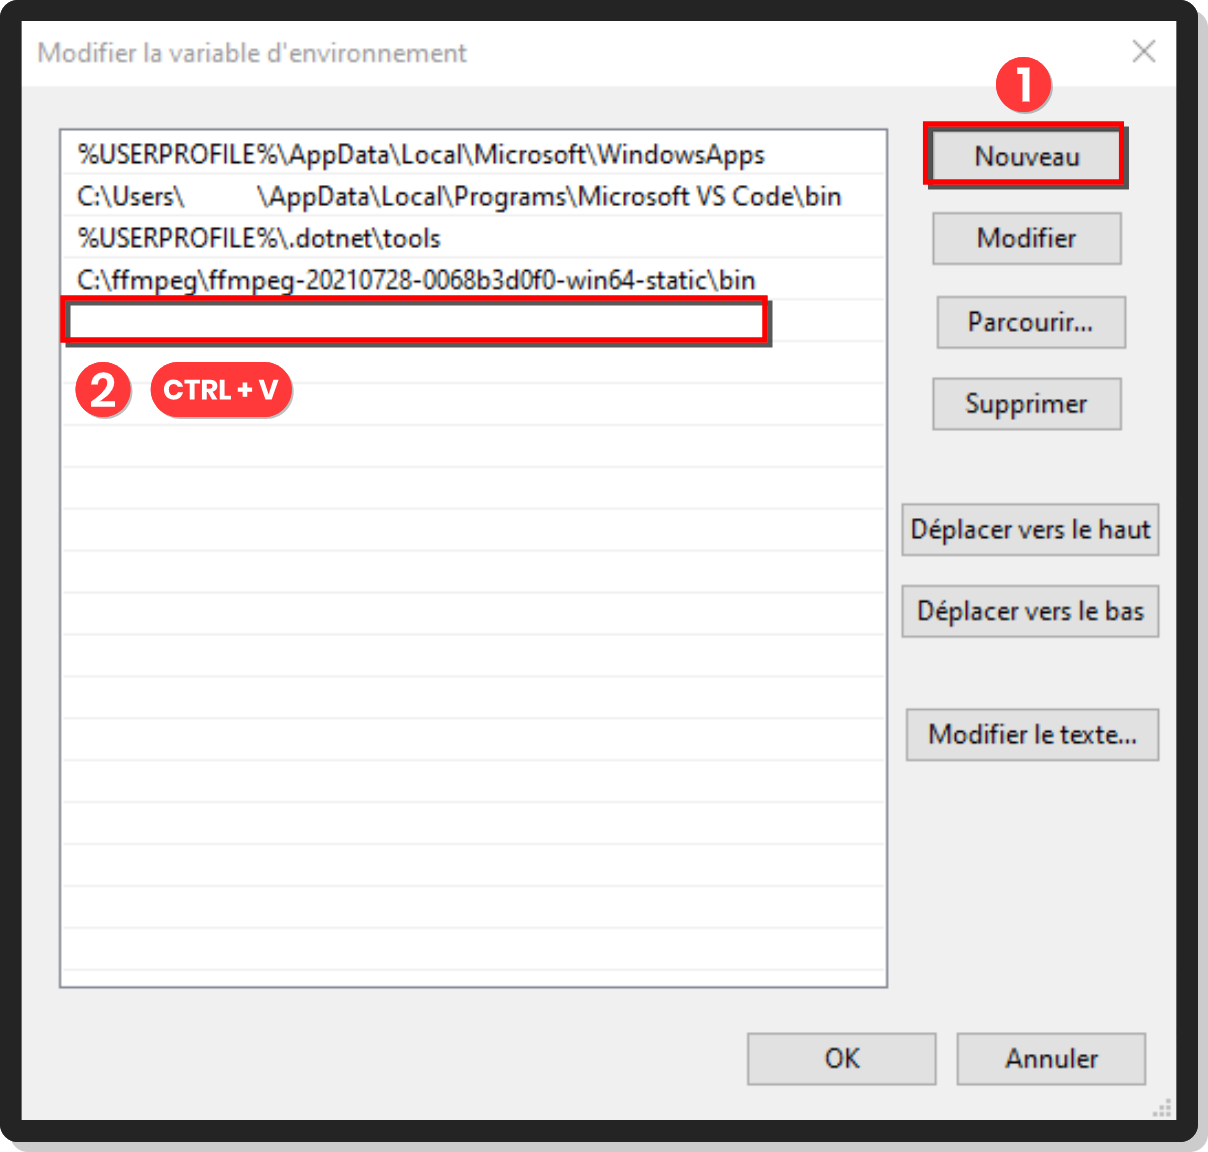 Modifier la variable d'environnement
1
%USERPROFILE%\AppData\Local\Microsoft\WindowsApps
C:\Users\ \AppData\Local\Programs\Microsoft VS Code\bin
%USERPROFILE%\.dotnet\tools
C:\ffmpeg\ffmpeg-20210728-0068b3d0f0-win64-static\bin
2 CTRL + V
Nouveau
Modifier
Parcourir...
Supprimer
Déplacer vers le haut
Déplacer vers le bas
Modifier le texte...
OK
Annuler